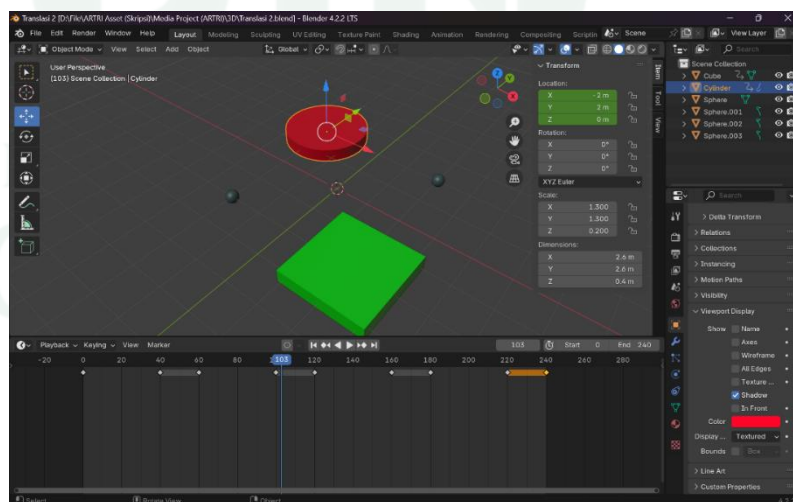 Translasi 2 [D:\File\ARTRI Asset (Skripsi)\Media Project (ARTRI)\3D\Translasi 2.blend] - Blender 4.2.2 LTS
File Edit Render Window Help Layout Modeling Sculpting UV Editing Texture Paint Shading Animation Rendering Compositing Scriptin Scene View Layer
Object Mode View Select Add Object Global Search
User Perspective
(103) Scene Collection | Cylinder
Z
Y
X
Transform
Location:
X -2 m
Y 2 m
Z 0 m
Rotation:
X 0°
Y 0°
Z 0°
XYZ Euler
Scale:
X 1.300
Y 1.300
Z 0.200
Dimensions:
X 2.6 m
Y 2.6 m
Z 0.4 m
Item
Tool
View
Scene Collection
Cube
Cylinder
Sphere
Sphere.001
Sphere.002
Sphere.003
Search
Delta Transform
Relations
Collections
Instancing
Motion Paths
Visibility
Viewport Display
Show Name
Axes
Wireframe
All Edges
Texture ...
Shadow
In Front
Color
Display ... Textured
Bounds Box
Line Art
Custom Properties
Playback Keying View Marker 103 Start 0 End 240
-20 0 20 40 60 80 103 120 140 160 180 200 220 240 260 280
Select Rotate View Object